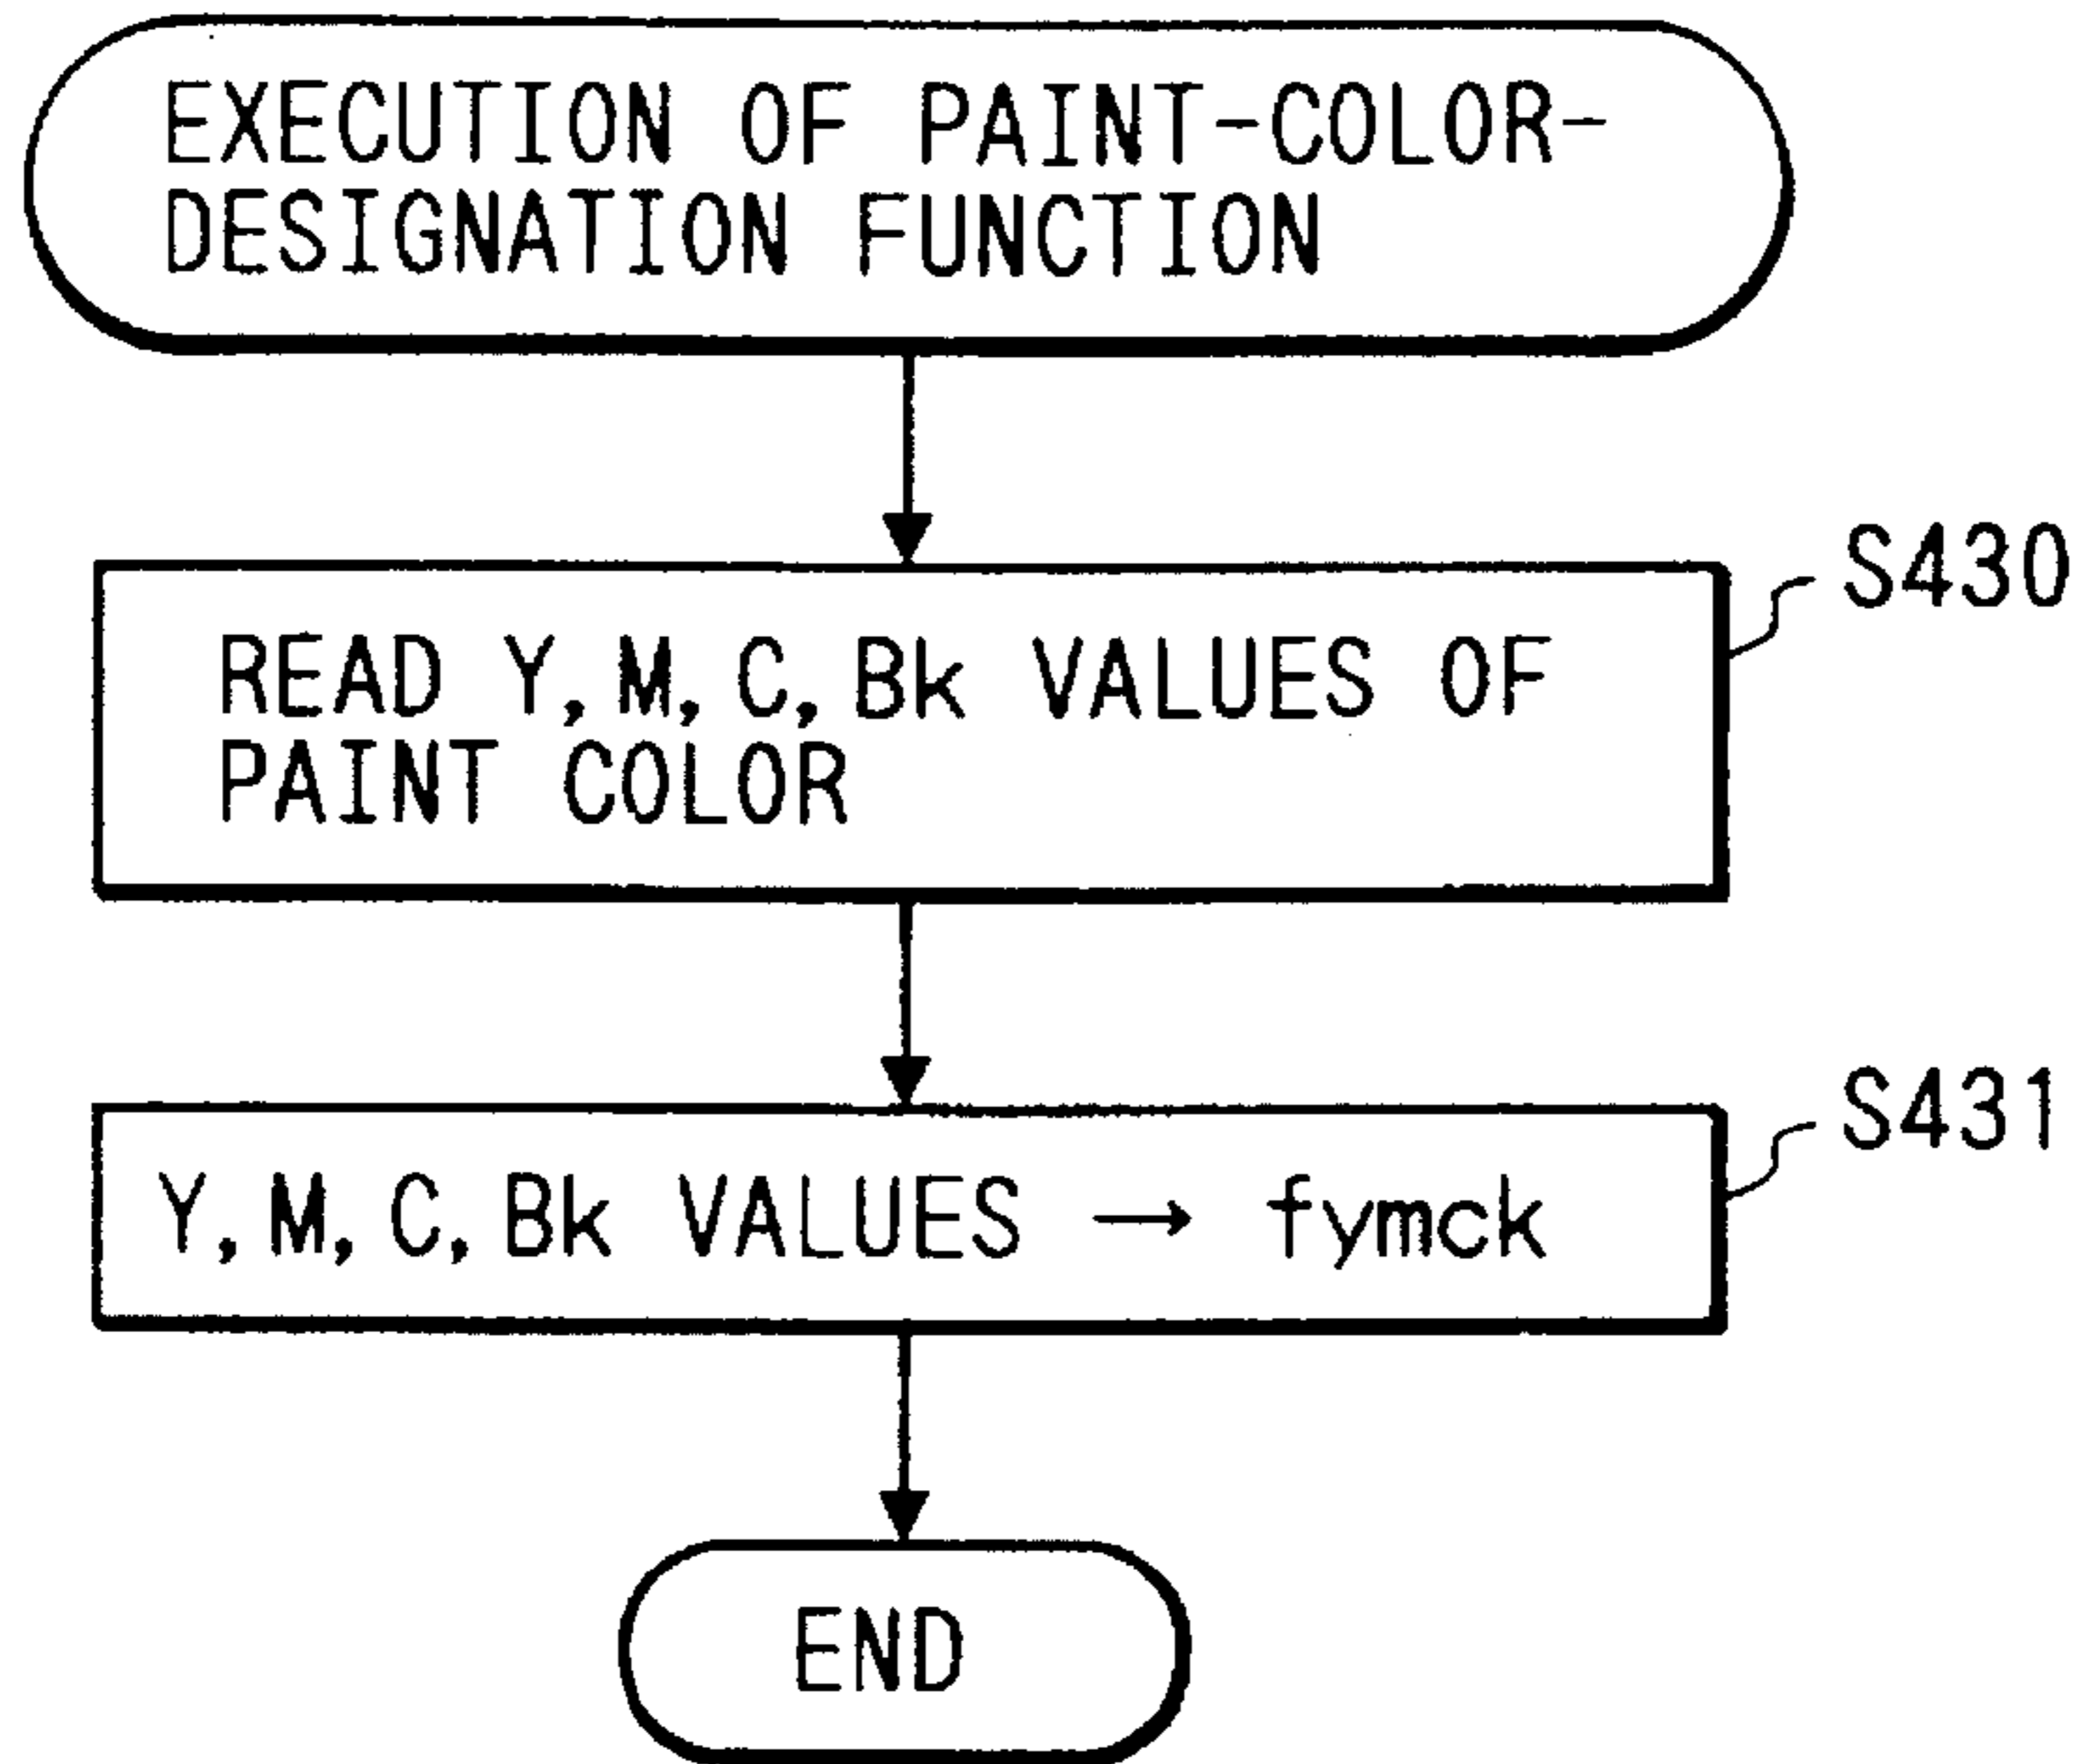 EXECUTION OF PAINT-COLOR-
DESIGNATION FUNCTION
S430
READ Y, M, C, Bk VALUES OF
PAINT COLOR
S431
Y, M, C, Bk VALUES → fymck
END